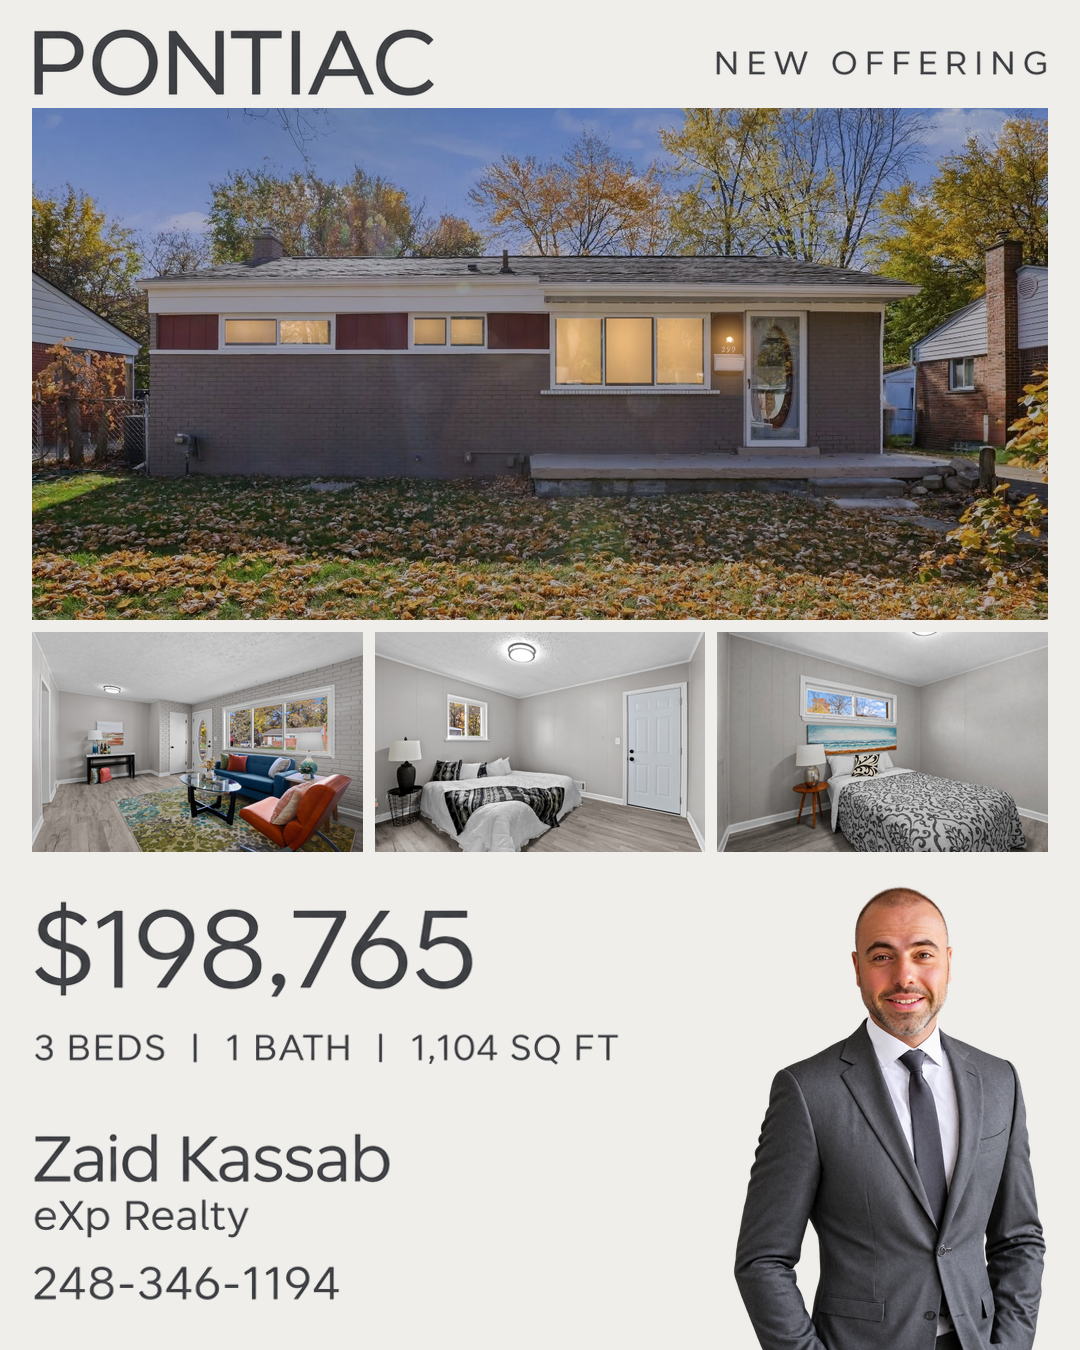 PONTIAC
NEW OFFERING
299
$198,765
3 BEDS | 1 BATH | 1,104 SQ FT
Zaid Kassab
eXp Realty
248-346-1194